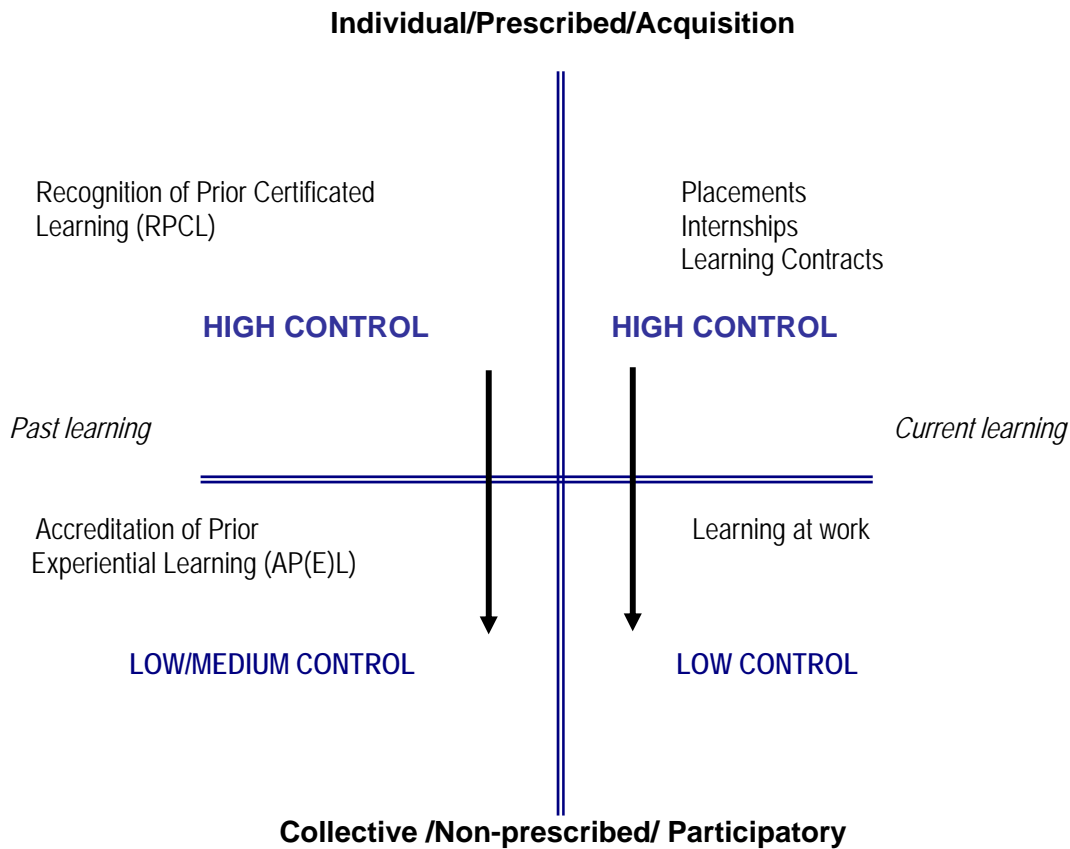 Individual/Prescribed/Acquisition
Recognition of Prior Certificated
Learning (RPCL)
Placements
Internships
Learning Contracts
HIGH CONTROL
HIGH CONTROL
Past learning
Current learning
Accreditation of Prior
Experiential Learning (AP(E)L)
Learning at work
LOW/MEDIUM CONTROL
LOW CONTROL
Collective /Non-prescribed/ Participatory